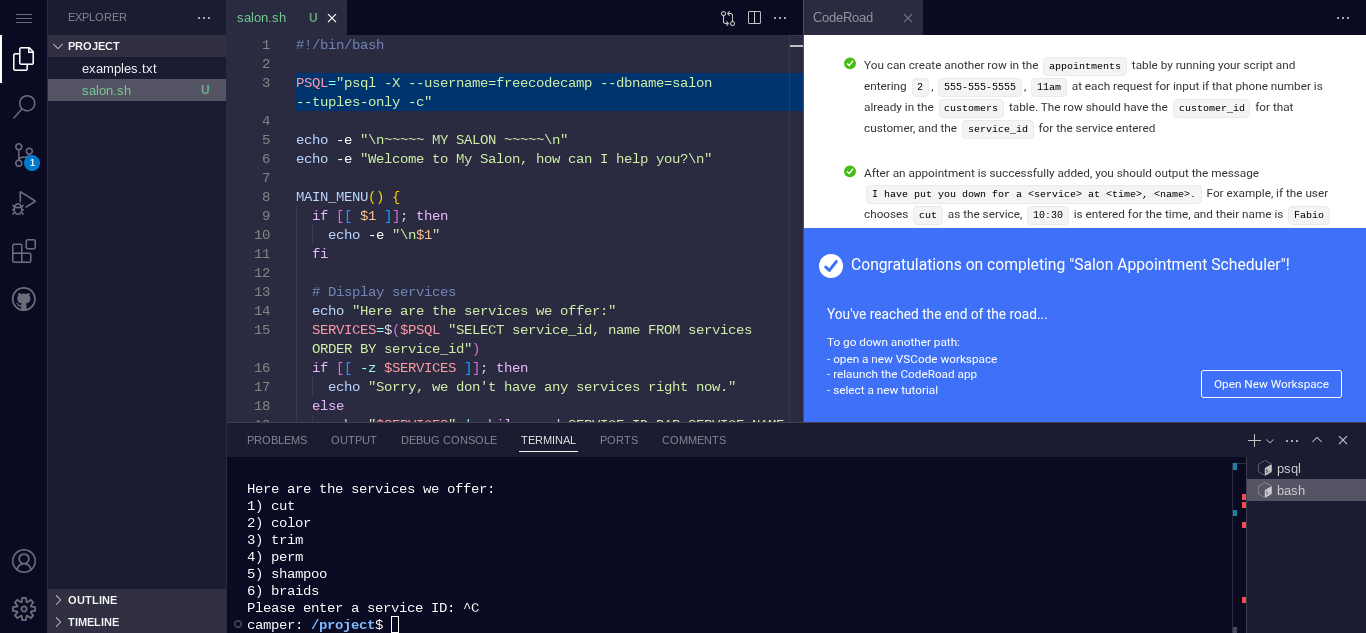 EXPLORER
PROJECT
examples.txt
salon.sh U
1
OUTLINE
TIMELINE
salon.sh U
1 #!/bin/bash
2
3 PSQL="psql -X --username=freecodecamp --dbname=salon
--tuples-only -c"
4
5 echo -e "\n~~~~~ MY SALON ~~~~~\n"
6 echo -e "Welcome to My Salon, how can I help you?\n"
7
8 MAIN_MENU() {
9 if [[ $1 ]]; then
10 echo -e "\n$1"
11 fi
12
13 # Display services
14 echo "Here are the services we offer:"
15 SERVICES=$($PSQL "SELECT service_id, name FROM services
ORDER BY service_id")
16 if [[ -z $SERVICES ]]; then
17 echo "Sorry, we don't have any services right now."
18 else
CodeRoad
You can create another row in the appointments table by running your script and
entering 2 , 555-555-5555 , 11am at each request for input if that phone number is
already in the customers table. The row should have the customer_id for that
customer, and the service_id for the service entered
After an appointment is successfully added, you should output the message
I have put you down for a <service> at <time>, <name>. For example, if the user
chooses cut as the service, 10:30 is entered for the time, and their name is Fabio
Congratulations on completing "Salon Appointment Scheduler"!
You've reached the end of the road...
To go down another path:
- open a new VSCode workspace
- relaunch the CodeRoad app
- select a new tutorial
Open New Workspace
PROBLEMS OUTPUT DEBUG CONSOLE TERMINAL PORTS COMMENTS
Here are the services we offer:
1) cut
2) color
3) trim
4) perm
5) shampoo
6) braids
Please enter a service ID: ^C
camper: /project$
psql
bash